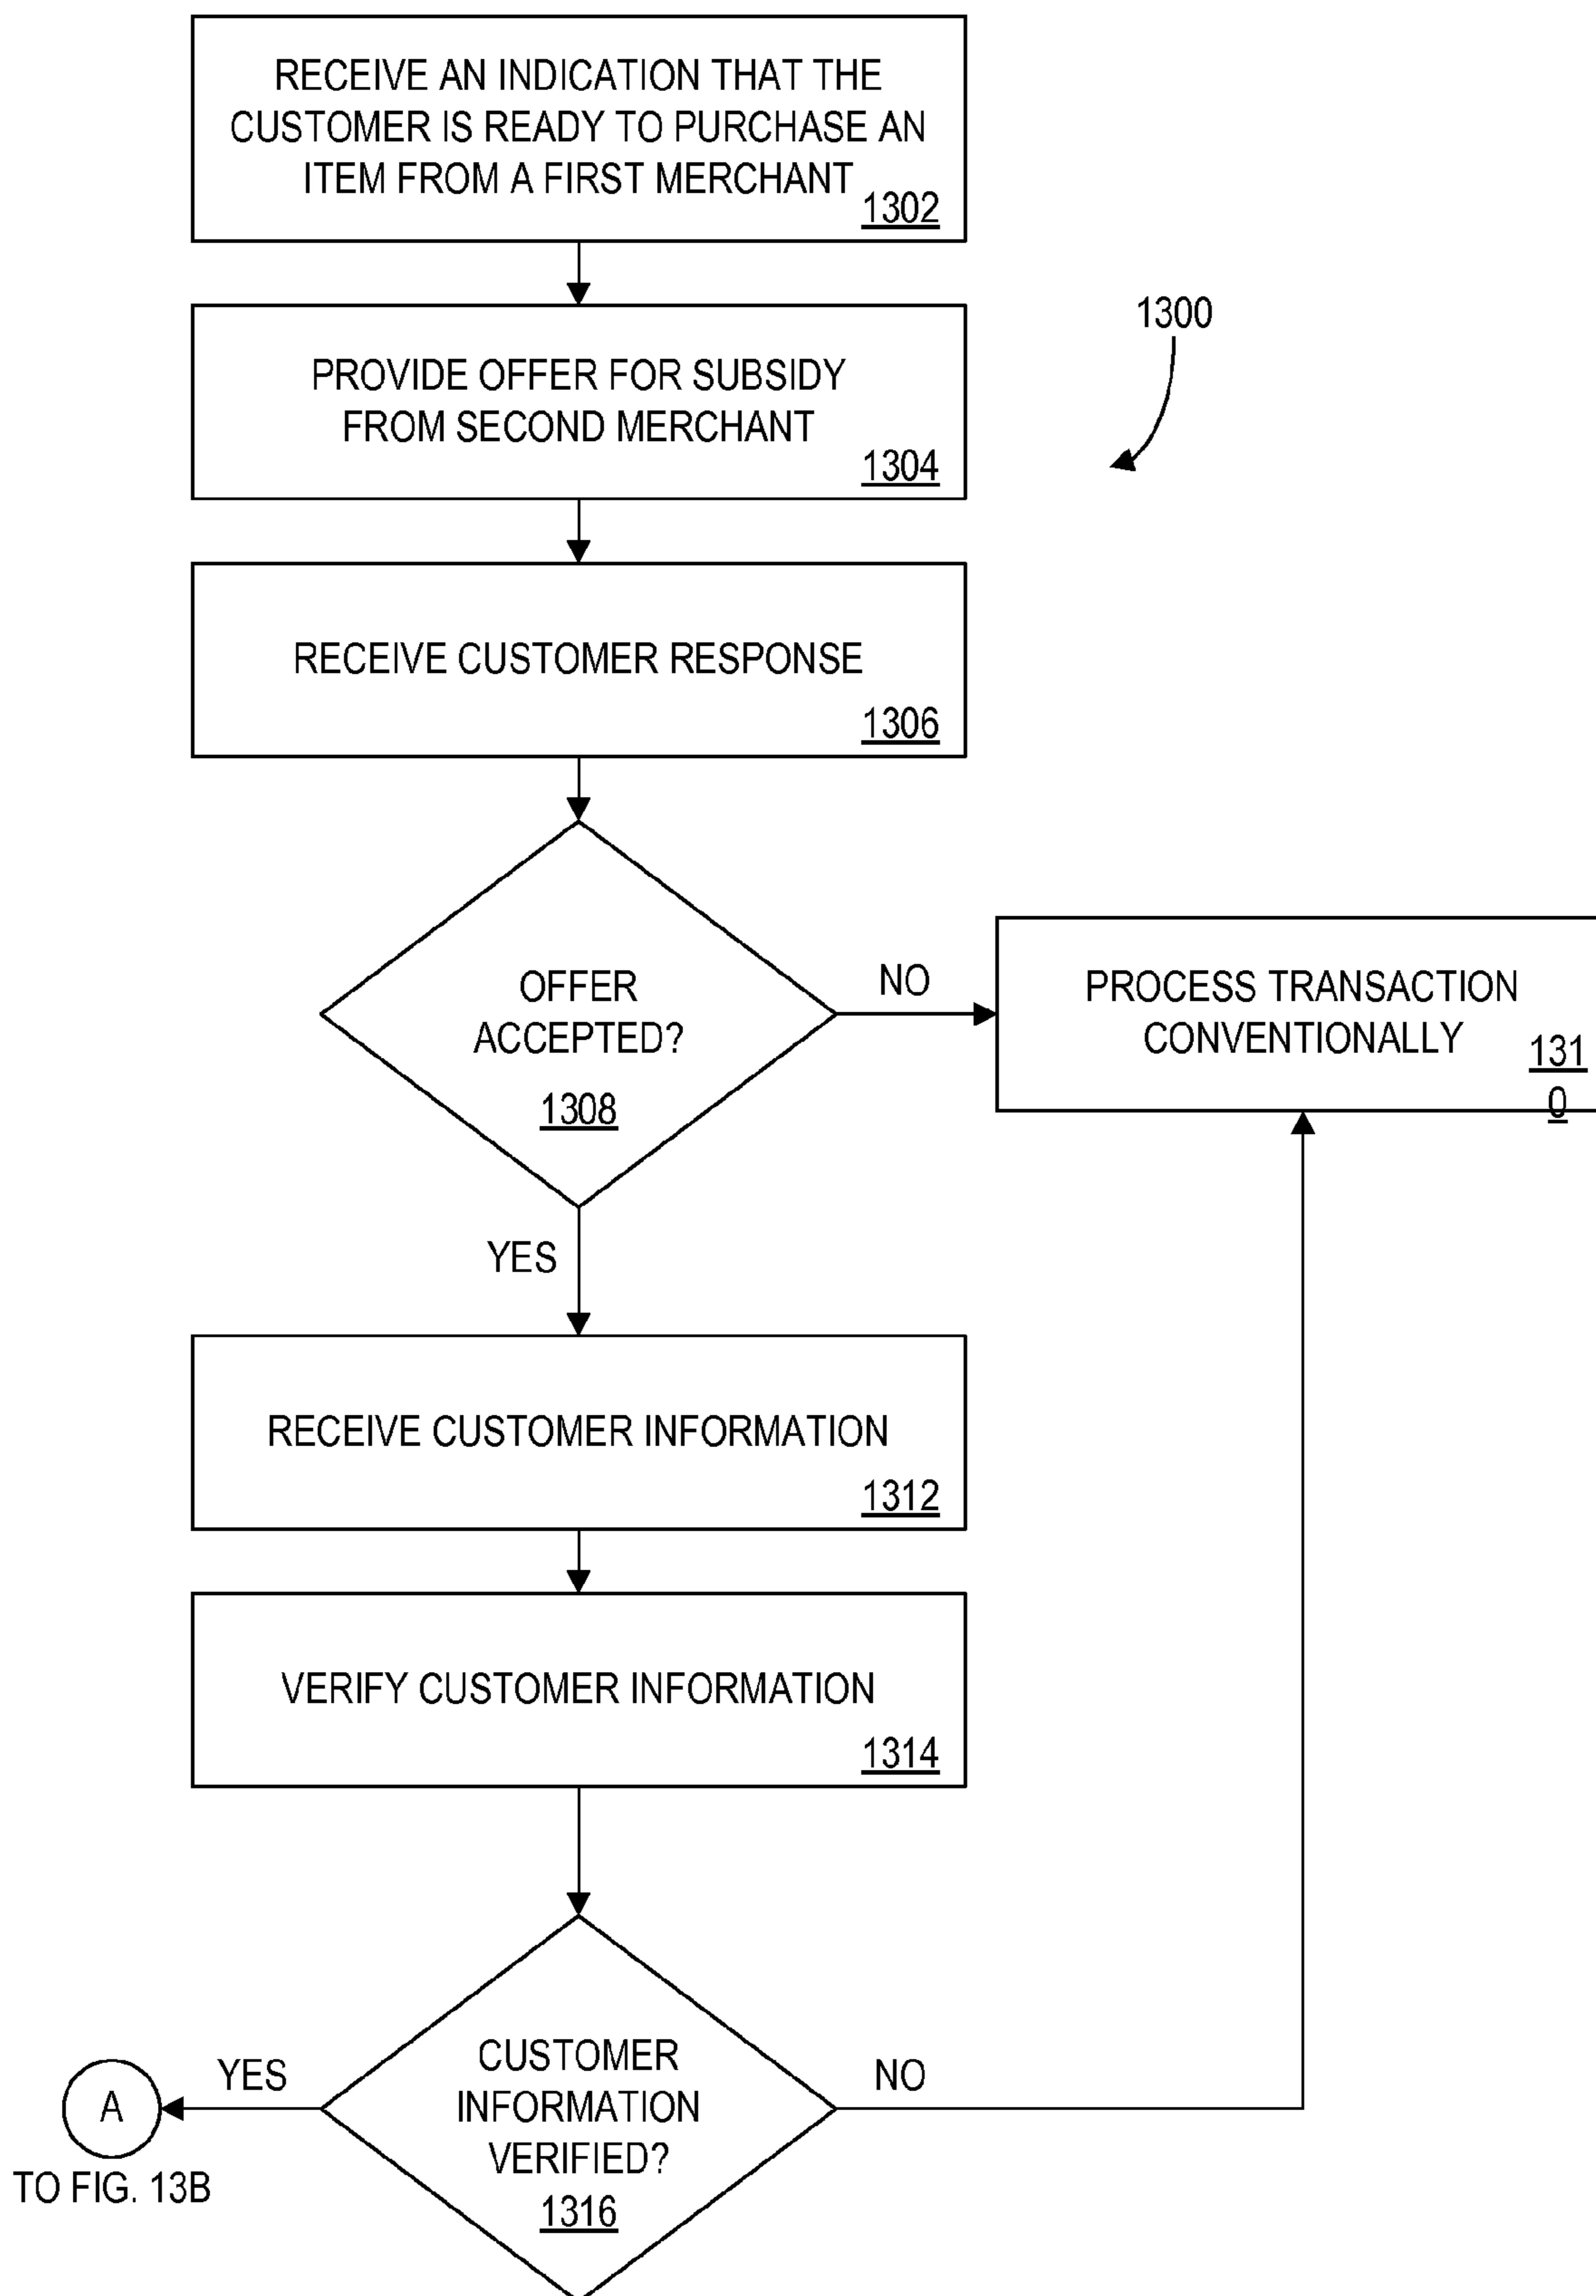 RECEIVE AN INDICATION THAT THE
CUSTOMER IS READY TO PURCHASE AN
ITEM FROM A FIRST MERCHANT
1302
PROVIDE OFFER FOR SUBSIDY
FROM SECOND MERCHANT
1304
1300
RECEIVE CUSTOMER RESPONSE
1306
OFFER
ACCEPTED?
1308
NO
PROCESS TRANSACTION
CONVENTIONALLY
131
0
YES
RECEIVE CUSTOMER INFORMATION
1312
VERIFY CUSTOMER INFORMATION
1314
CUSTOMER
INFORMATION
VERIFIED?
1316
NO
YES
A
TO FIG. 13B